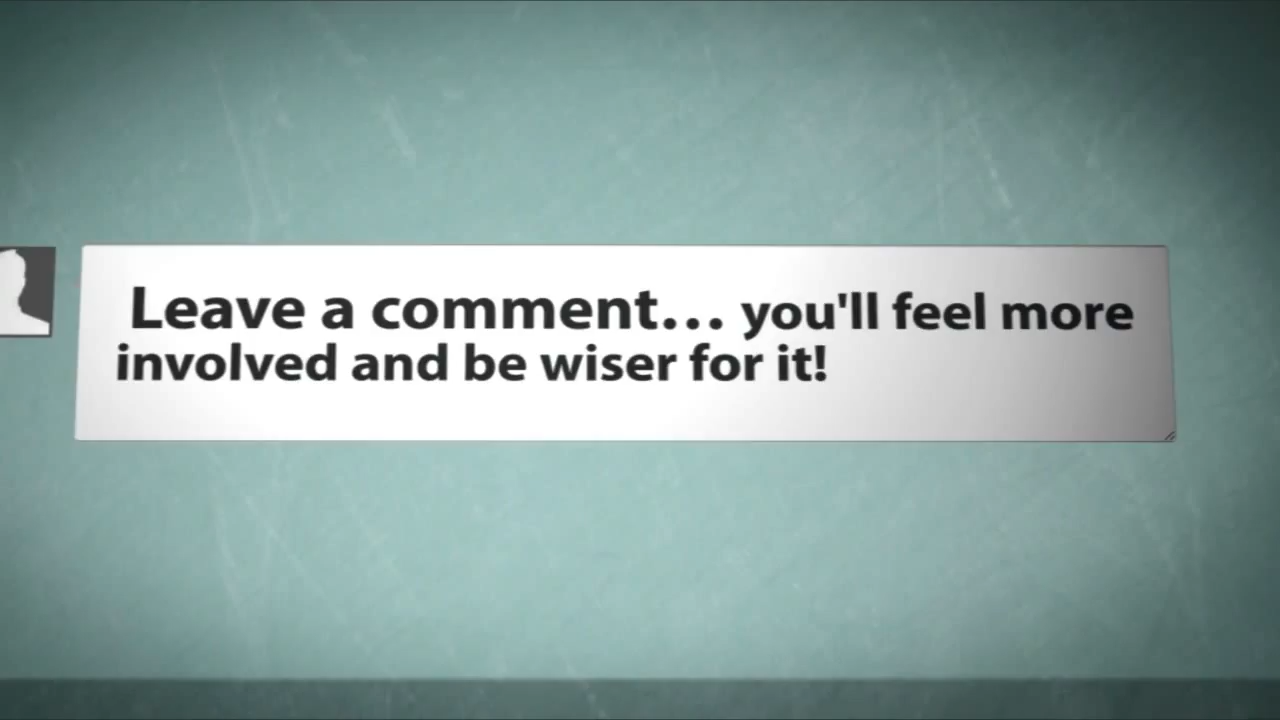 Leave a comment… you'll feel more
involved and be wiser for it!